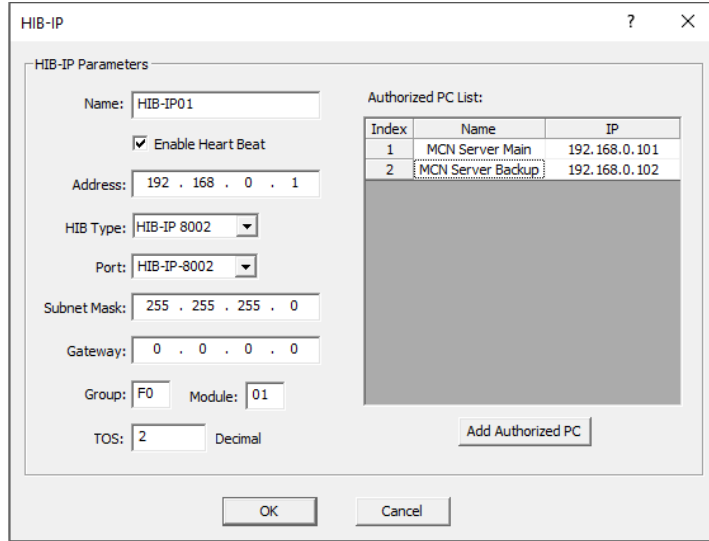 HIB-IP
?
HIB-IP Parameters
Name: HIB-IP01
Enable Heart Beat
Address: 192 . 168 . 0 . 1
HIB Type: HIB-IP 8002
Port: HIB-IP-8002
Subnet Mask: 255 . 255 . 255 . 0
Gateway: 0 . 0 . 0 . 0
Group: F0 Module: 01
TOS: 2 Decimal
Authorized PC List:
Index Name IP
1 MCN Server Main 192.168.0.101
2 MCN Server Backup 192.168.0.102
Add Authorized PC
OK Cancel